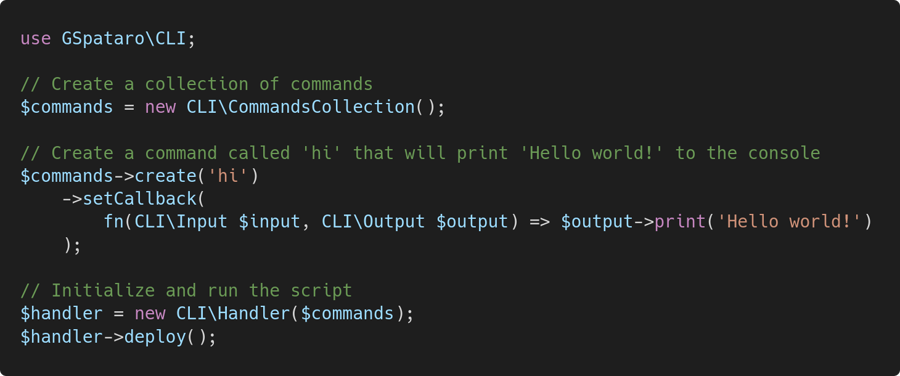 use GSpataro\CLI;
// Create a collection of commands
$commands = new CLI\CommandsCollection();
// Create a command called 'hi' that will print 'Hello world!' to the console
$commands->create('hi')
->setCallback(
fn(CLI\Input $input, CLI\Output $output) => $output->print('Hello world!')
);
// Initialize and run the script
$handler = new CLI\Handler($commands);
$handler->deploy();